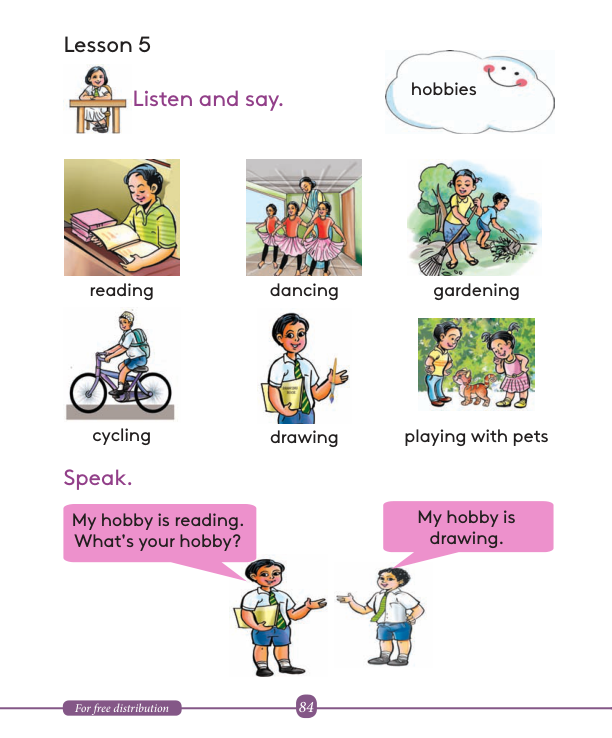 Lesson 5
Listen and say.
hobbies
reading
dancing
gardening
cycling
drawing
playing with pets
Speak.
My hobby is reading.
What's your hobby?
My hobby is
drawing.
For free distribution
84